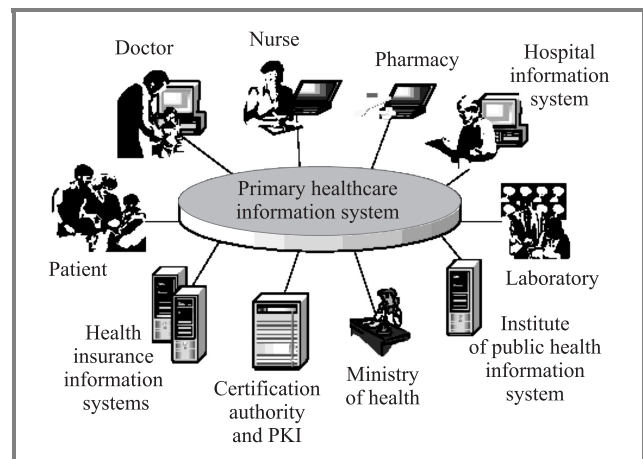 Doctor
Nurse
Pharmacy
Hospital
information
system
Primary healthcare
information system
Patient
Laboratory
Health
insurance
information
systems
Certification
authority
and PKI
Ministry
of health
Institute
of public health
information
system